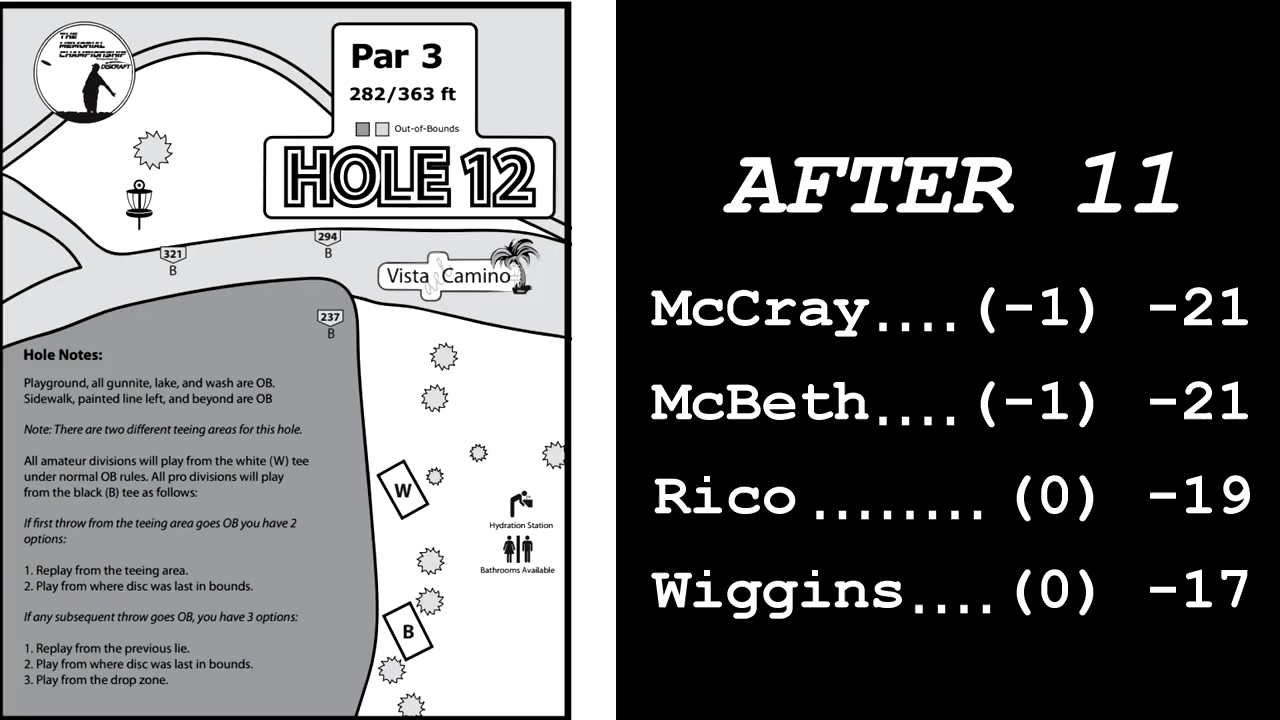 THE
MEMORIAL
CHAMPIONSHIP
Presented by
DISCRAFT
Par 3
282/363 ft
Out-of-Bounds
HOLE 12
321
B
294
B
Vista del Camino
237
B
Hole Notes:
Playground, all gunnite, lake, and wash are OB.
Sidewalk, painted line left, and beyond are OB
Note: There are two different teeing areas for this hole.
All amateur divisions will play from the white (W) tee
under normal OB rules. All pro divisions will play
from the black (B) tee as follows:
If first throw from the teeing area goes OB you have 2
options:
1. Replay from the teeing area.
2. Play from where disc was last in bounds.
If any subsequent throw goes OB, you have 3 options:
1. Replay from the previous lie.
2. Play from where disc was last in bounds.
3. Play from the drop zone.
W
Hydration Station
Bathrooms Available
B
AFTER 11
McCray....(-1) -21
McBeth....(-1) -21
Rico ........ (0) -19
Wiggins....(0) -17